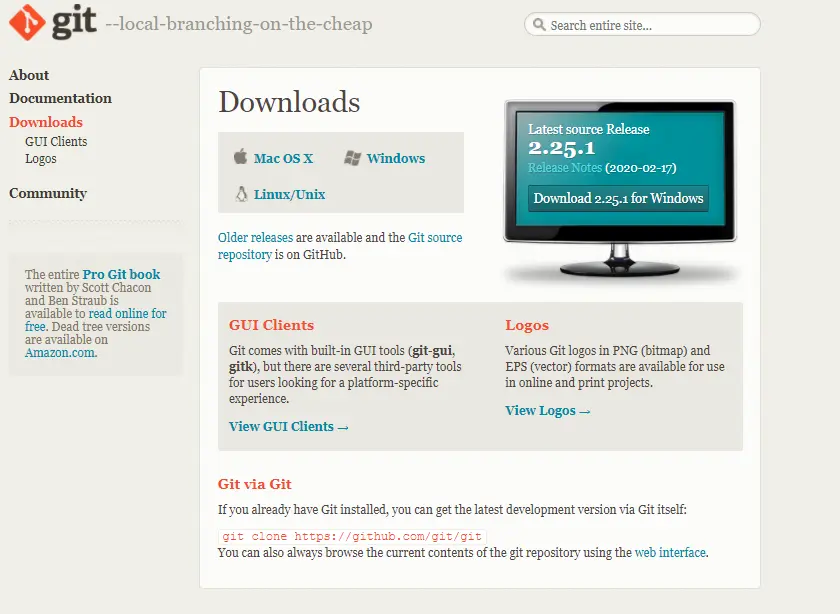 git --local-branching-on-the-cheap
Search entire site...
About
Documentation
Downloads
GUI Clients
Logos
Community
The entire Pro Git book
written by Scott Chacon
and Ben Straub is
available to read online for
free. Dead tree versions
are available on
Amazon.com.
Downloads
Mac OS X
Windows
Linux/Unix
Older releases are available and the Git source
repository is on GitHub.
Latest source Release
2.25.1
Release Notes (2020-02-17)
Download 2.25.1 for Windows
GUI Clients
Git comes with built-in GUI tools (git-gui,
gitk), but there are several third-party tools
for users looking for a platform-specific
experience.
View GUI Clients →
Logos
Various Git logos in PNG (bitmap) and
EPS (vector) formats are available for use
in online and print projects.
View Logos →
Git via Git
If you already have Git installed, you can get the latest development version via Git itself:
git clone https://github.com/git/git
You can also always browse the current contents of the git repository using the web interface.